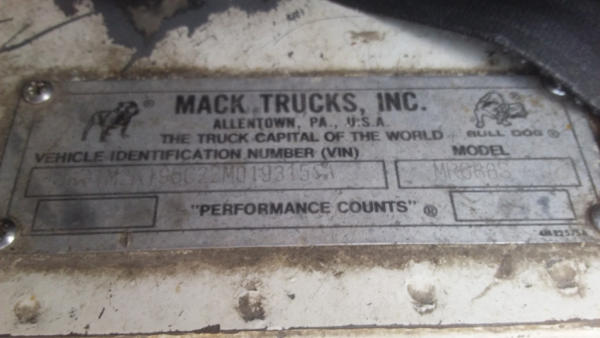 MACK TRUCKS, INC.
ALLENTOWN, PA., U.S.A.
THE TRUCK CAPITAL OF THE WORLD
BULL DOG ®
VEHICLE IDENTIFICATION NUMBER (VIN) MODEL
"PERFORMANCE COUNTS" ®